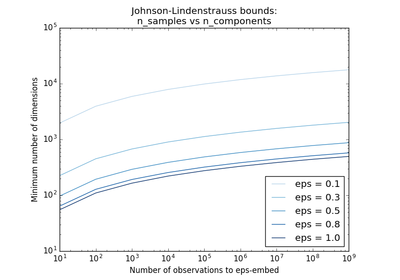 Johnson-Lindenstrauss bounds:
n_samples vs n_components
10^5
10^4
10^3
10^2
10^1
Minimum number of dimensions
eps = 0.1
eps = 0.3
eps = 0.5
eps = 0.8
eps = 1.0
10^1 10^2 10^3 10^4 10^5 10^6 10^7 10^8 10^9
Number of observations to eps-embed